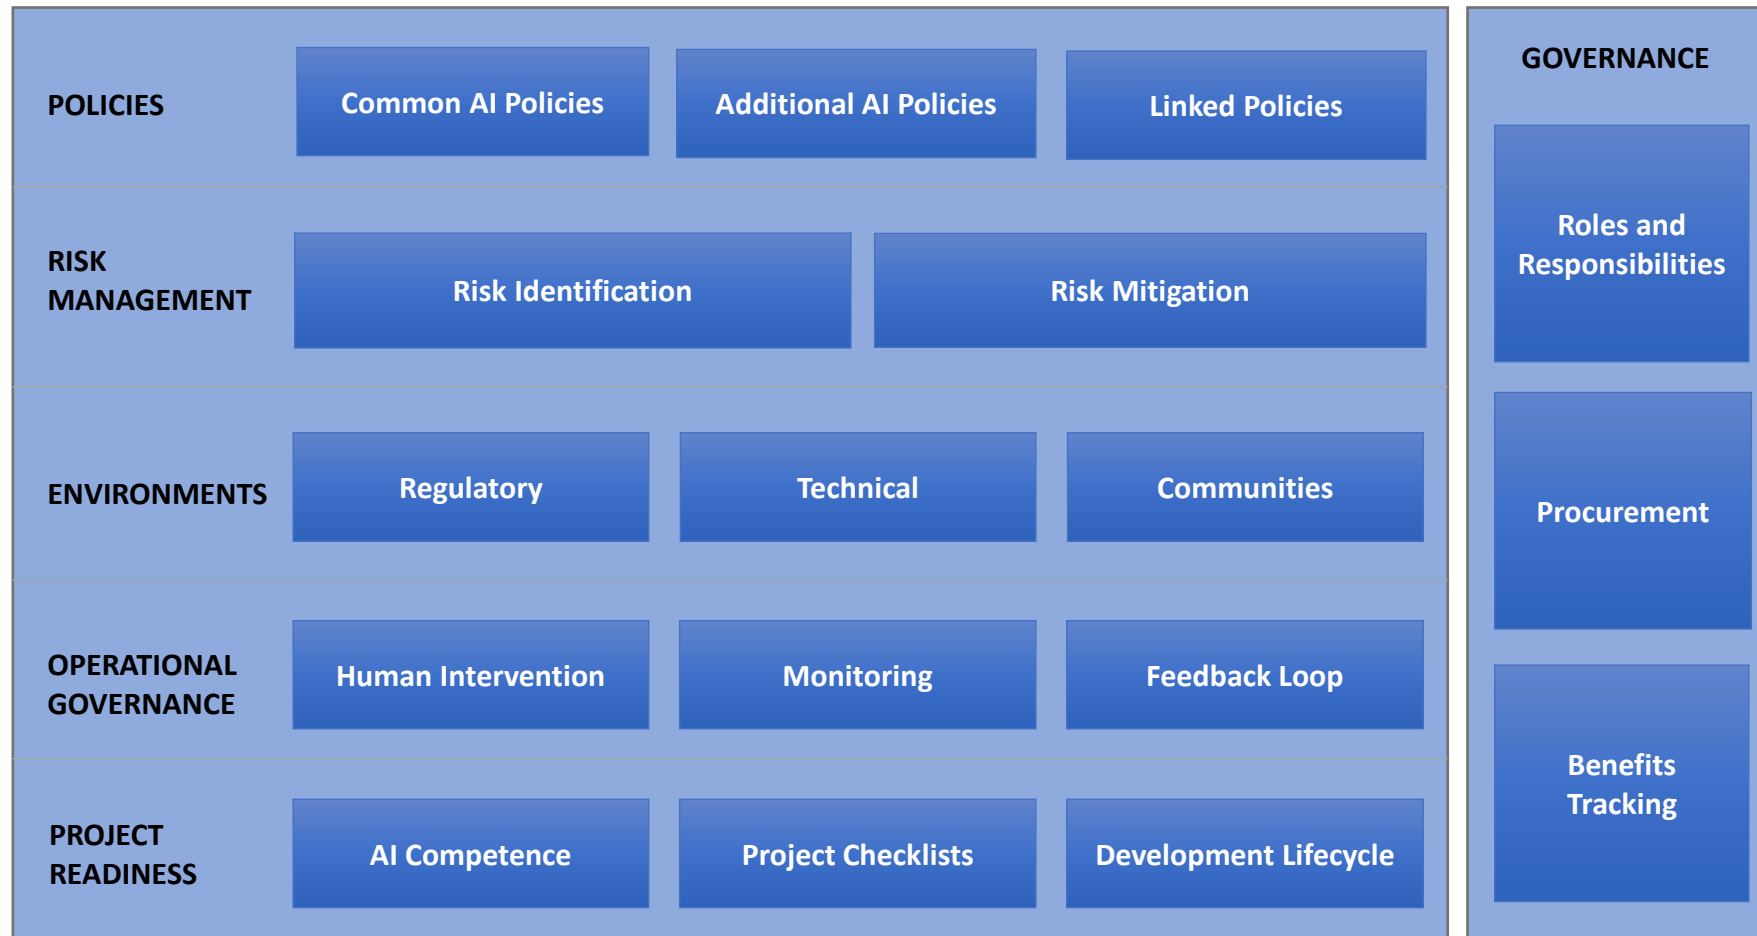 POLICIES
Common AI Policies
Additional AI Policies
Linked Policies
RISK
MANAGEMENT
Risk Identification
Risk Mitigation
ENVIRONMENTS
Regulatory
Technical
Communities
OPERATIONAL
GOVERNANCE
Human Intervention
Monitoring
Feedback Loop
PROJECT
READINESS
AI Competence
Project Checklists
Development Lifecycle
GOVERNANCE
Roles and
Responsibilities
Procurement
Benefits
Tracking